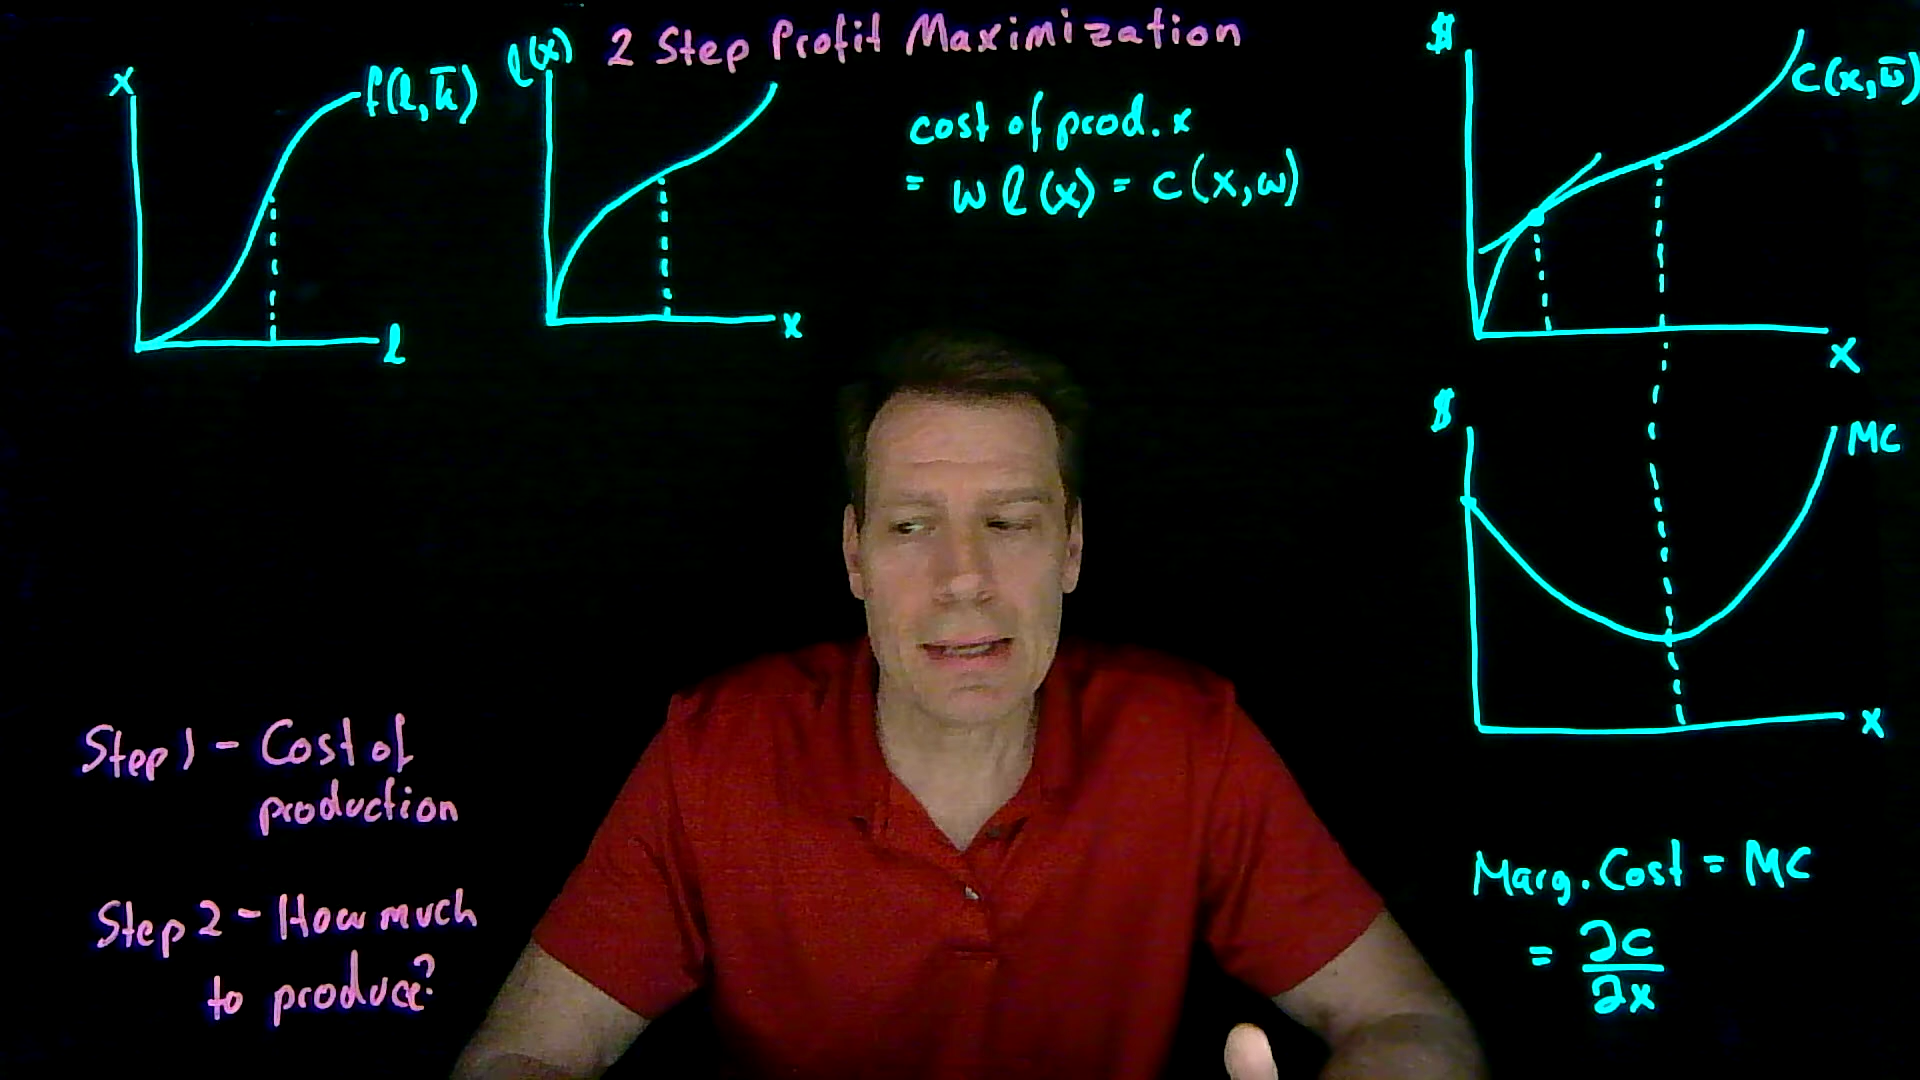 2 Step Profit Maximization
x
f(l, k̄)
l
l(x)
x
cost of prod. x
= w l(x) = c(x,w)
$
c(x, w̄)
x
$
MC
x
Step 1 - Cost of
production
Step 2 - How much
to produce?
Marg. Cost = MC
= ∂c
∂x